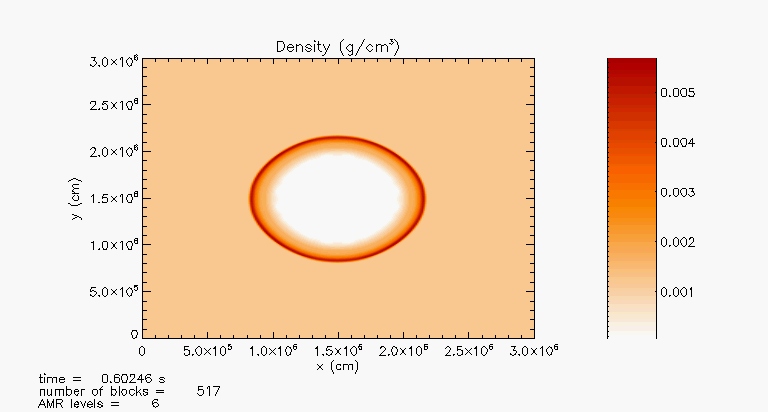 Density (g/cm³)
3.0×10⁶
2.5×10⁶
2.0×10⁶
1.5×10⁶
1.0×10⁶
5.0×10⁵
0
y (cm)
0 5.0×10⁵ 1.0×10⁶ 1.5×10⁶ 2.0×10⁶ 2.5×10⁶ 3.0×10⁶
x (cm)
0.005
0.004
0.003
0.002
0.001
time = 0.60246 s
number of blocks = 517
AMR levels = 6